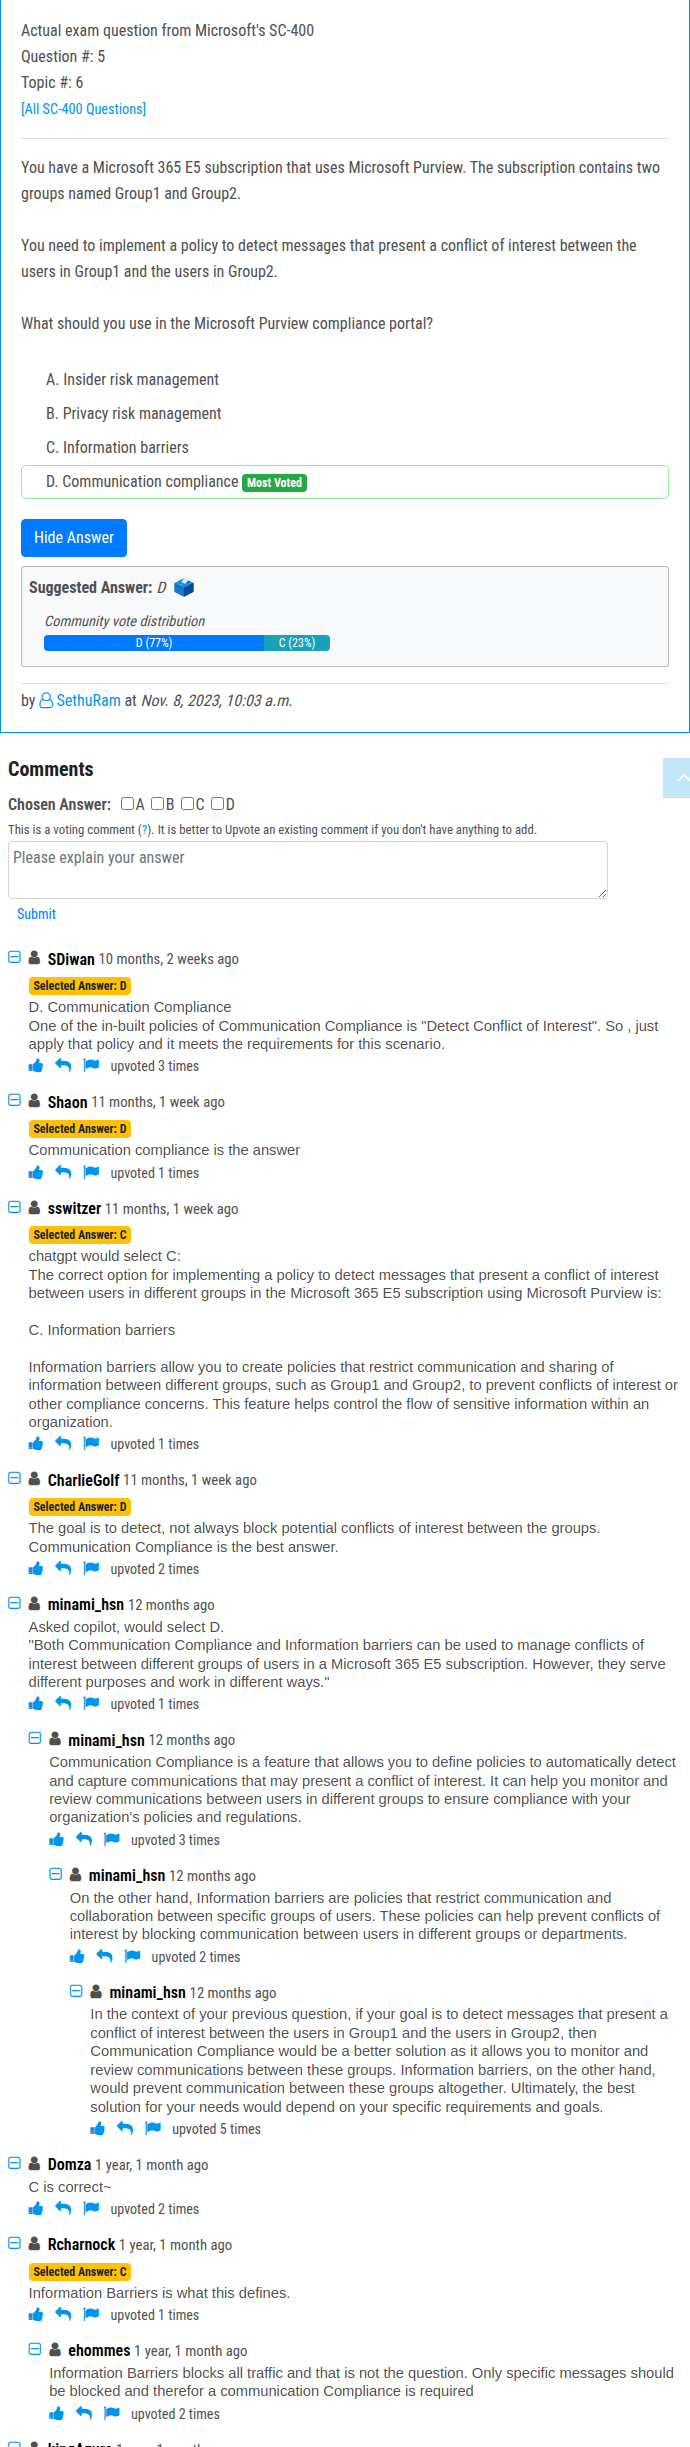 Actual exam question from Microsoft's SC-400
Question #: 5
Topic #: 6
[All SC-400 Questions]
You have a Microsoft 365 E5 subscription that uses Microsoft Purview. The subscription contains two
groups named Group1 and Group2.
You need to implement a policy to detect messages that present a conflict of interest between the
users in Group1 and the users in Group2.
What should you use in the Microsoft Purview compliance portal?
A. Insider risk management
B. Privacy risk management
C. Information barriers
D. Communication compliance Most Voted
Hide Answer
Suggested Answer: D
Community vote distribution
D (77%) C (23%)
by SethuRam at Nov. 8, 2023, 10:03 a.m.
Comments
Chosen Answer: A B C D
This is a voting comment (?). It is better to Upvote an existing comment if you don't have anything to add.
Please explain your answer
Submit
SDiwan 10 months, 2 weeks ago
Selected Answer: D
D. Communication Compliance
One of the in-built policies of Communication Compliance is "Detect Conflict of Interest". So , just
apply that policy and it meets the requirements for this scenario.
upvoted 3 times
Shaon 11 months, 1 week ago
Selected Answer: D
Communication compliance is the answer
upvoted 1 times
sswitzer 11 months, 1 week ago
Selected Answer: C
chatgpt would select C:
The correct option for implementing a policy to detect messages that present a conflict of interest
between users in different groups in the Microsoft 365 E5 subscription using Microsoft Purview is:
C. Information barriers
Information barriers allow you to create policies that restrict communication and sharing of
information between different groups, such as Group1 and Group2, to prevent conflicts of interest or
other compliance concerns. This feature helps control the flow of sensitive information within an
organization.
upvoted 1 times
CharlieGolf 11 months, 1 week ago
Selected Answer: D
The goal is to detect, not always block potential conflicts of interest between the groups.
Communication Compliance is the best answer.
upvoted 2 times
minami_hsn 12 months ago
Asked copilot, would select D.
"Both Communication Compliance and Information barriers can be used to manage conflicts of
interest between different groups of users in a Microsoft 365 E5 subscription. However, they serve
different purposes and work in different ways."
upvoted 1 times
minami_hsn 12 months ago
Communication Compliance is a feature that allows you to define policies to automatically detect
and capture communications that may present a conflict of interest. It can help you monitor and
review communications between users in different groups to ensure compliance with your
organization's policies and regulations.
upvoted 3 times
minami_hsn 12 months ago
On the other hand, Information barriers are policies that restrict communication and
collaboration between specific groups of users. These policies can help prevent conflicts of
interest by blocking communication between users in different groups or departments.
upvoted 2 times
minami_hsn 12 months ago
In the context of your previous question, if your goal is to detect messages that present a
conflict of interest between the users in Group1 and the users in Group2, then
Communication Compliance would be a better solution as it allows you to monitor and
review communications between these groups. Information barriers, on the other hand,
would prevent communication between these groups altogether. Ultimately, the best
solution for your needs would depend on your specific requirements and goals.
upvoted 5 times
Domza 1 year, 1 month ago
C is correct~
upvoted 2 times
Rcharnock 1 year, 1 month ago
Selected Answer: C
Information Barriers is what this defines.
upvoted 1 times
ehommes 1 year, 1 month ago
Information Barriers blocks all traffic and that is not the question. Only specific messages should
be blocked and therefor a communication Compliance is required
upvoted 2 times